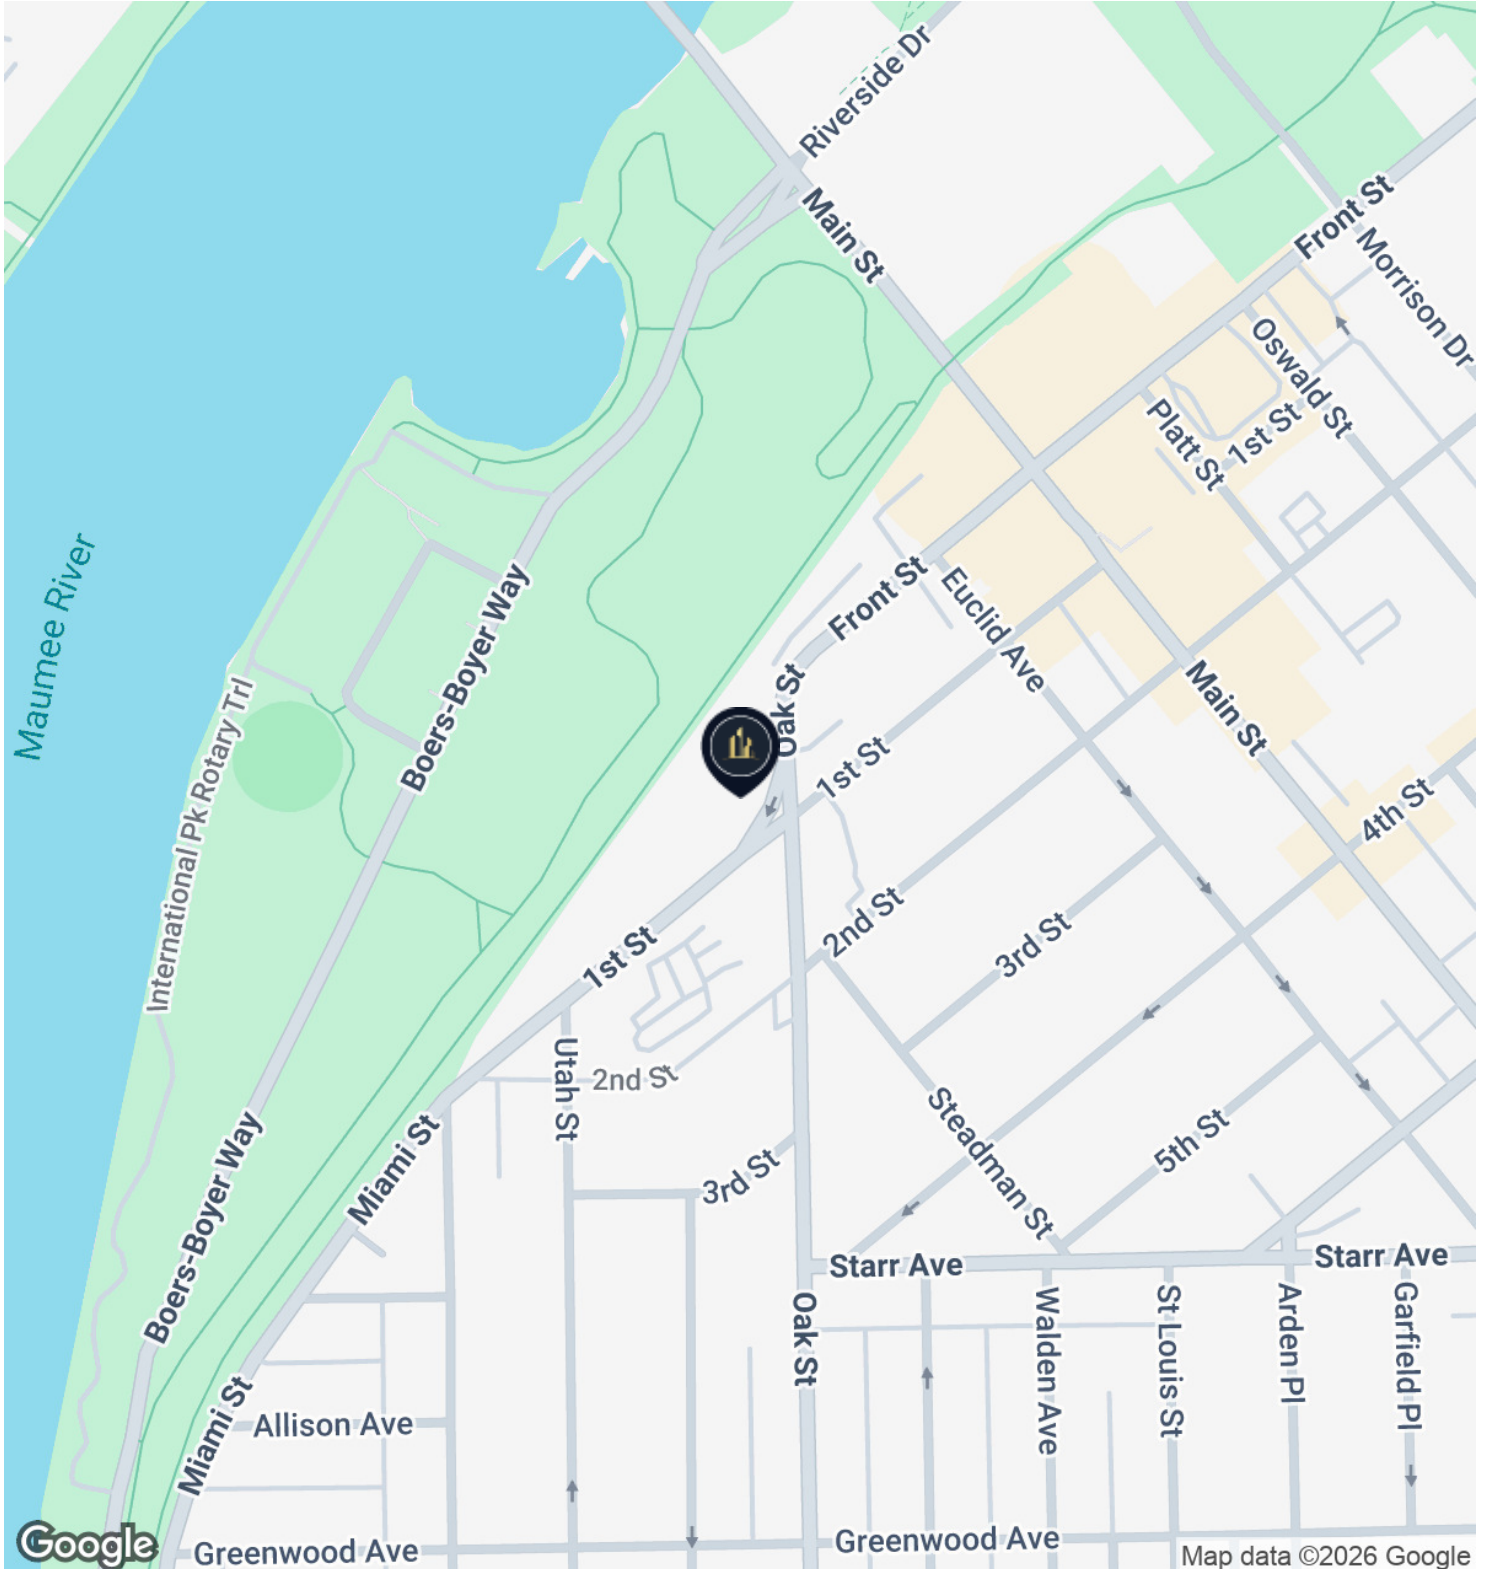 Riverside Dr
Main St
Front St
Morrison Dr
Oswald St
1st St
Platt St
Maumee River
Front St
Euclid Ave
Boers-Boyer Way
Oak St
Main St
International Pk Rotary Trl
1st St
4th St
2nd St
3rd St
1st St
Utah St
2nd St
Steadman St
5th St
Miami St
3rd St
Boers-Boyer Way
Starr Ave
Starr Ave
Oak St
Walden Ave
St Louis St
Arden Pl
Garfield Pl
Miami St
Allison Ave
Greenwood Ave
Greenwood Ave
Google
Map data ©2026 Google